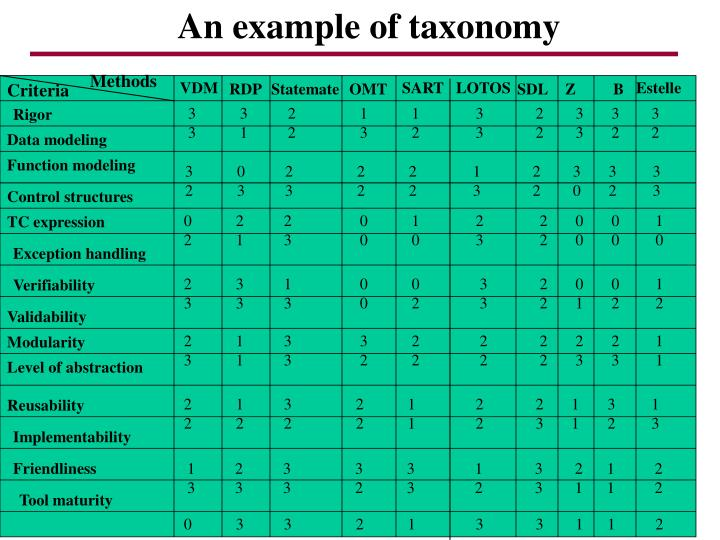 An example of taxonomy
Methods
Criteria VDM RDP Statemate OMT SART LOTOS SDL Z B Estelle
Rigor 3 3 2 1 1 3 2 3 3 3
Data modeling 3 1 2 3 2 3 2 3 2 2
Function modeling 3 0 2 2 2 1 2 3 3 3
Control structures 2 3 3 2 2 3 2 0 2 3
TC expression 0 2 2 0 1 2 2 0 0 1
Exception handling 2 1 3 0 0 3 2 0 0 0
Verifiability 2 3 1 0 0 3 2 0 0 1
Validability 3 3 3 0 2 3 2 1 2 2
Modularity 2 1 3 3 2 2 2 2 2 1
Level of abstraction 3 1 3 2 2 2 2 3 3 1
Reusability 2 1 3 2 1 2 2 1 3 1
Implementability 2 2 2 2 1 2 3 1 2 3
Friendliness 1 2 3 3 3 1 3 2 1 2
Tool maturity 3 3 3 2 3 2 3 1 1 2
0 3 3 2 1 3 3 1 1 2